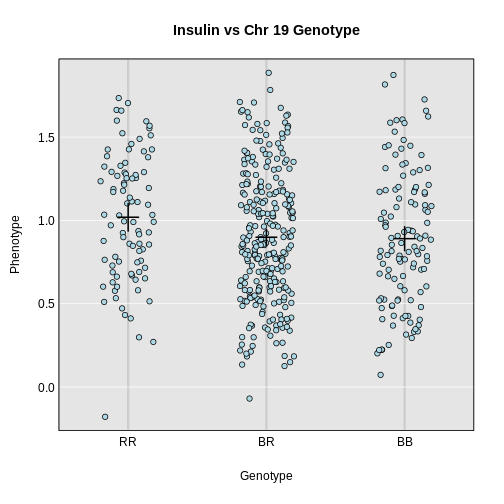 Insulin vs Chr 19 Genotype
Phenotype
1.5
1.0
0.5
0.0
RR BR BB
Genotype